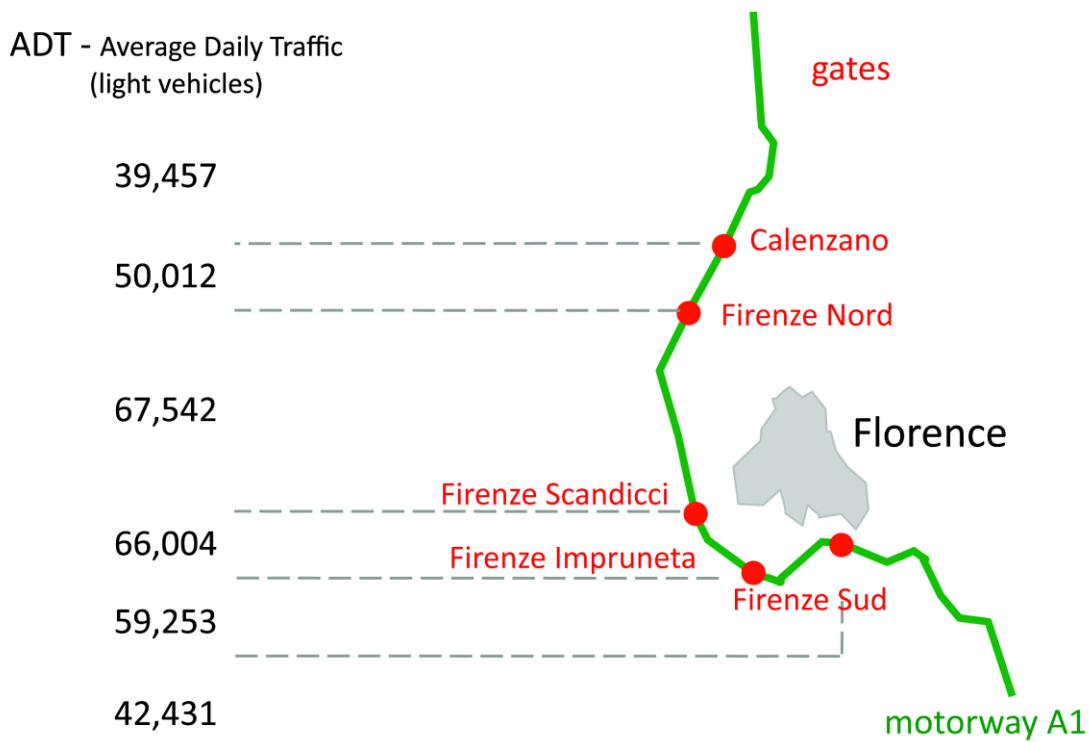 ADT - Average Daily Traffic
(light vehicles)
gates
39,457
Calenzano
50,012
Firenze Nord
67,542
Florence
Firenze Scandicci
66,004
Firenze Impruneta
Firenze Sud
59,253
42,431
motorway A1